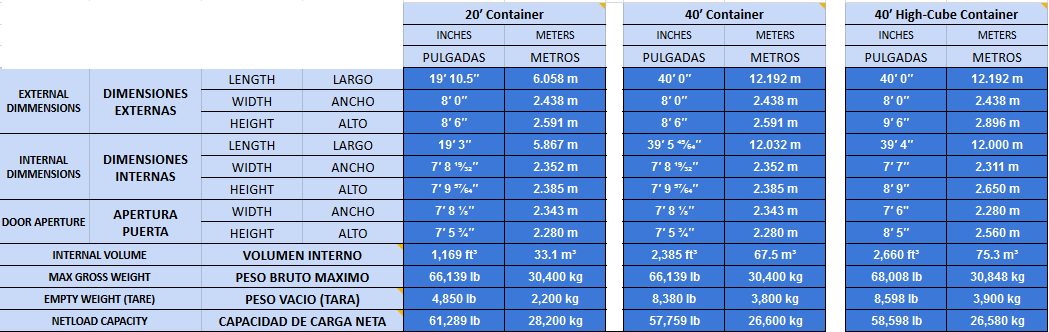 20′ Container 40′ Container 40′ High-Cube Container
INCHES METERS INCHES METERS INCHES METERS
PULGADAS METROS PULGADAS METROS PULGADAS METROS
EXTERNAL DIMMENSIONS DIMENSIONES EXTERNAS LENGTH LARGO 19′ 10.5″ 6.058 m 40′ 0″ 12.192 m 40′ 0″ 12.192 m
WIDTH ANCHO 8′ 0″ 2.438 m 8′ 0″ 2.438 m 8′ 0″ 2.438 m
HEIGHT ALTO 8′ 6″ 2.591 m 8′ 6″ 2.591 m 9′ 6″ 2.896 m
INTERNAL DIMMENSIONS DIMENSIONES INTERNAS LENGTH LARGO 19′ 3″ 5.867 m 39′ 5 ⁴⁵⁄₆₄″ 12.032 m 39′ 4″ 12.000 m
WIDTH ANCHO 7′ 8 ¹⁹⁄₃₂″ 2.352 m 7′ 8 ¹⁹⁄₃₂″ 2.352 m 7′ 7″ 2.311 m
HEIGHT ALTO 7′ 9 ⁵⁷⁄₆₄″ 2.385 m 7′ 9 ⁵⁷⁄₆₄″ 2.385 m 8′ 9″ 2.650 m
DOOR APERTURE APERTURA PUERTA WIDTH ANCHO 7′ 8 ⅛″ 2.343 m 7′ 8 ⅛″ 2.343 m 7′ 6" 2.280 m
HEIGHT ALTO 7′ 5 ¾″ 2.280 m 7′ 5 ¾″ 2.280 m 8′ 5″ 2.560 m
INTERNAL VOLUME VOLUMEN INTERNO 1,169 ft³ 33.1 m³ 2,385 ft³ 67.5 m³ 2,660 ft³ 75.3 m³
MAX GROSS WEIGHT PESO BRUTO MAXIMO 66,139 lb 30,400 kg 66,139 lb 30,400 kg 68,008 lb 30,848 kg
EMPTY WEIGHT (TARE) PESO VACIO (TARA) 4,850 lb 2,200 kg 8,380 lb 3,800 kg 8,598 lb 3,900 kg
NETLOAD CAPACITY CAPACIDAD DE CARGA NETA 61,289 lb 28,200 kg 57,759 lb 26,600 kg 58,598 lb 26,580 kg